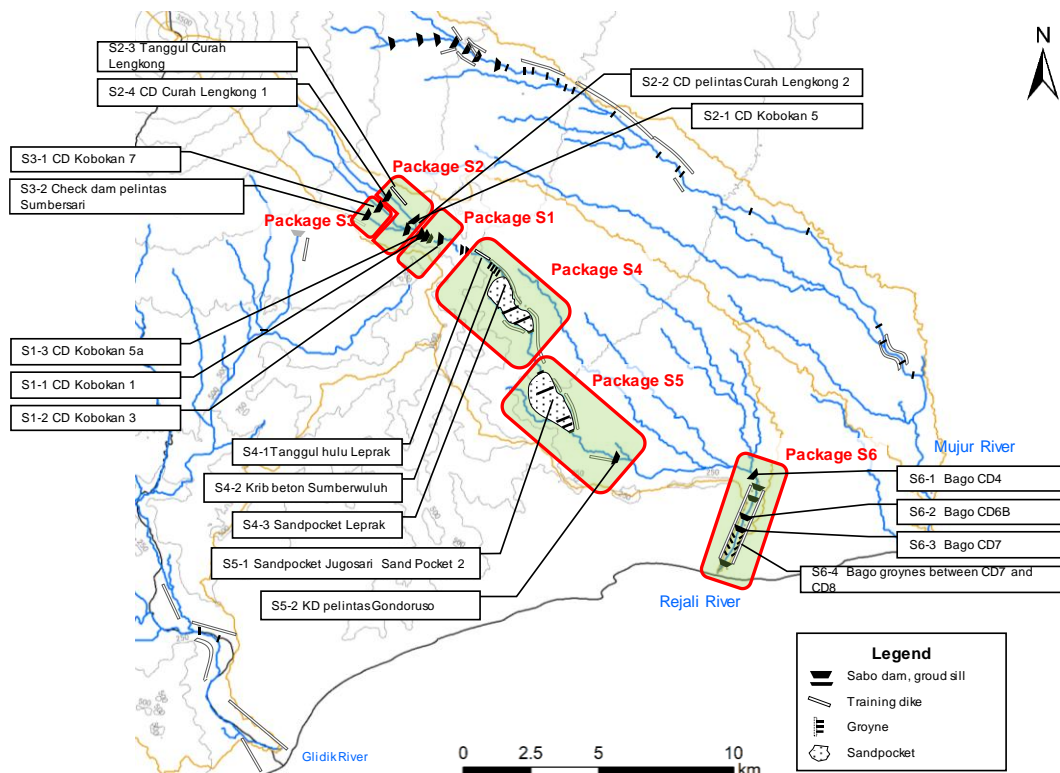 N
S2-3 Tanggul Curah
Lengkong
S2-4 CD Curah Lengkong 1
S2-2 CD pelintas Curah Lengkong 2
S2-1 CD Kobokan 5
S3-1 CD Kobokan 7
S3-2 Check dam pelintas
Sumbersari
Package S2
Package S3
Package S1
Package S4
S1-3 CD Kobokan 5a
S1-1 CD Kobokan 1
S1-2 CD Kobokan 3
Package S5
S4-1Tanggul hulu Leprak
S4-2 Krib beton Sumberwuluh
S4-3 Sandpocket Leprak
S5-1 Sandpocket Jugosari Sand Pocket 2
S5-2 KD pelintas Gondoruso
Mujur River
Package S6
S6-1 Bago CD4
S6-2 Bago CD6B
S6-3 Bago CD7
S6-4 Bago groynes between CD7 and
CD8
Rejali River
250
250
500
Legend
Sabo dam, groud sill
Training dike
Groyne
Sandpocket
Glidik River
0 2.5 5 10
km